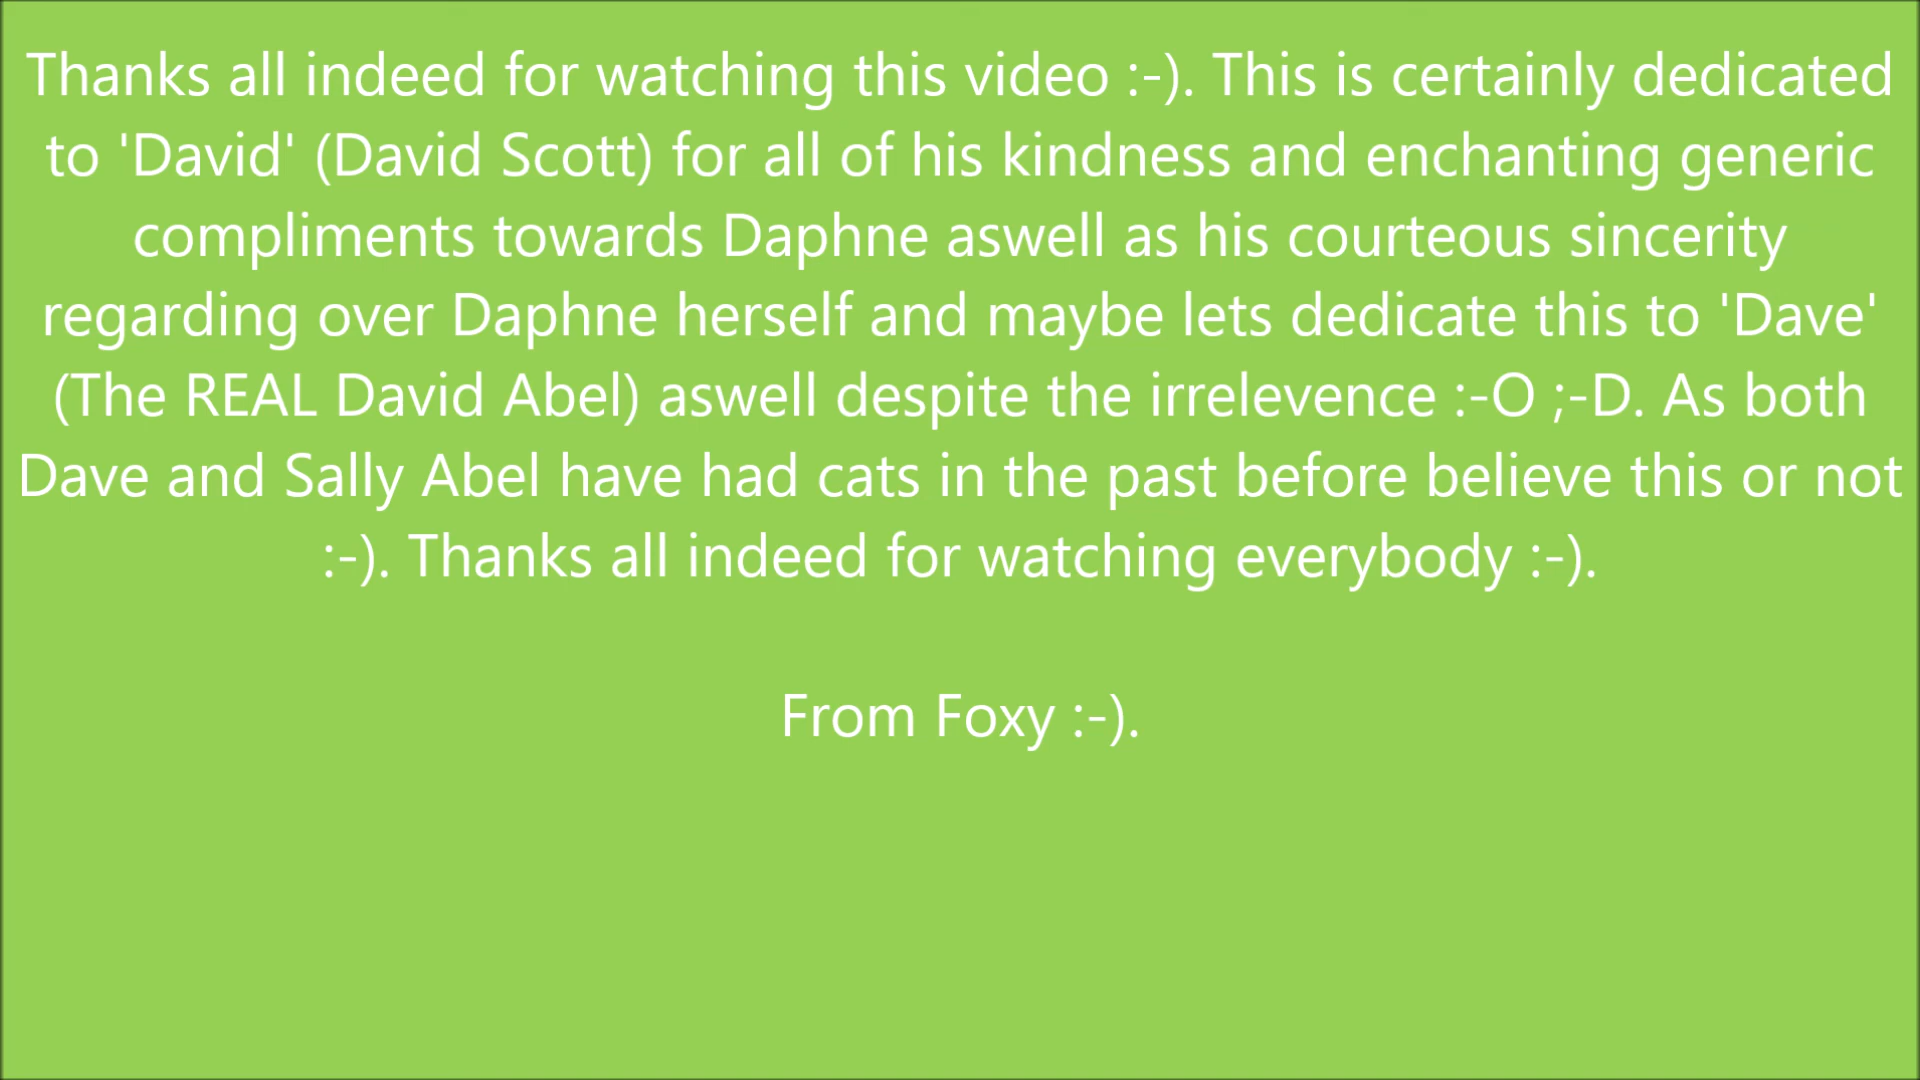 Thanks all indeed for watching this video :-). This is certainly dedicated
to 'David' (David Scott) for all of his kindness and enchanting generic
compliments towards Daphne aswell as his courteous sincerity
regarding over Daphne herself and maybe lets dedicate this to 'Dave'
(The REAL David Abel) aswell despite the irrelevence :-O ;-D. As both
Dave and Sally Abel have had cats in the past before believe this or not
:-). Thanks all indeed for watching everybody :-).
From Foxy :-).